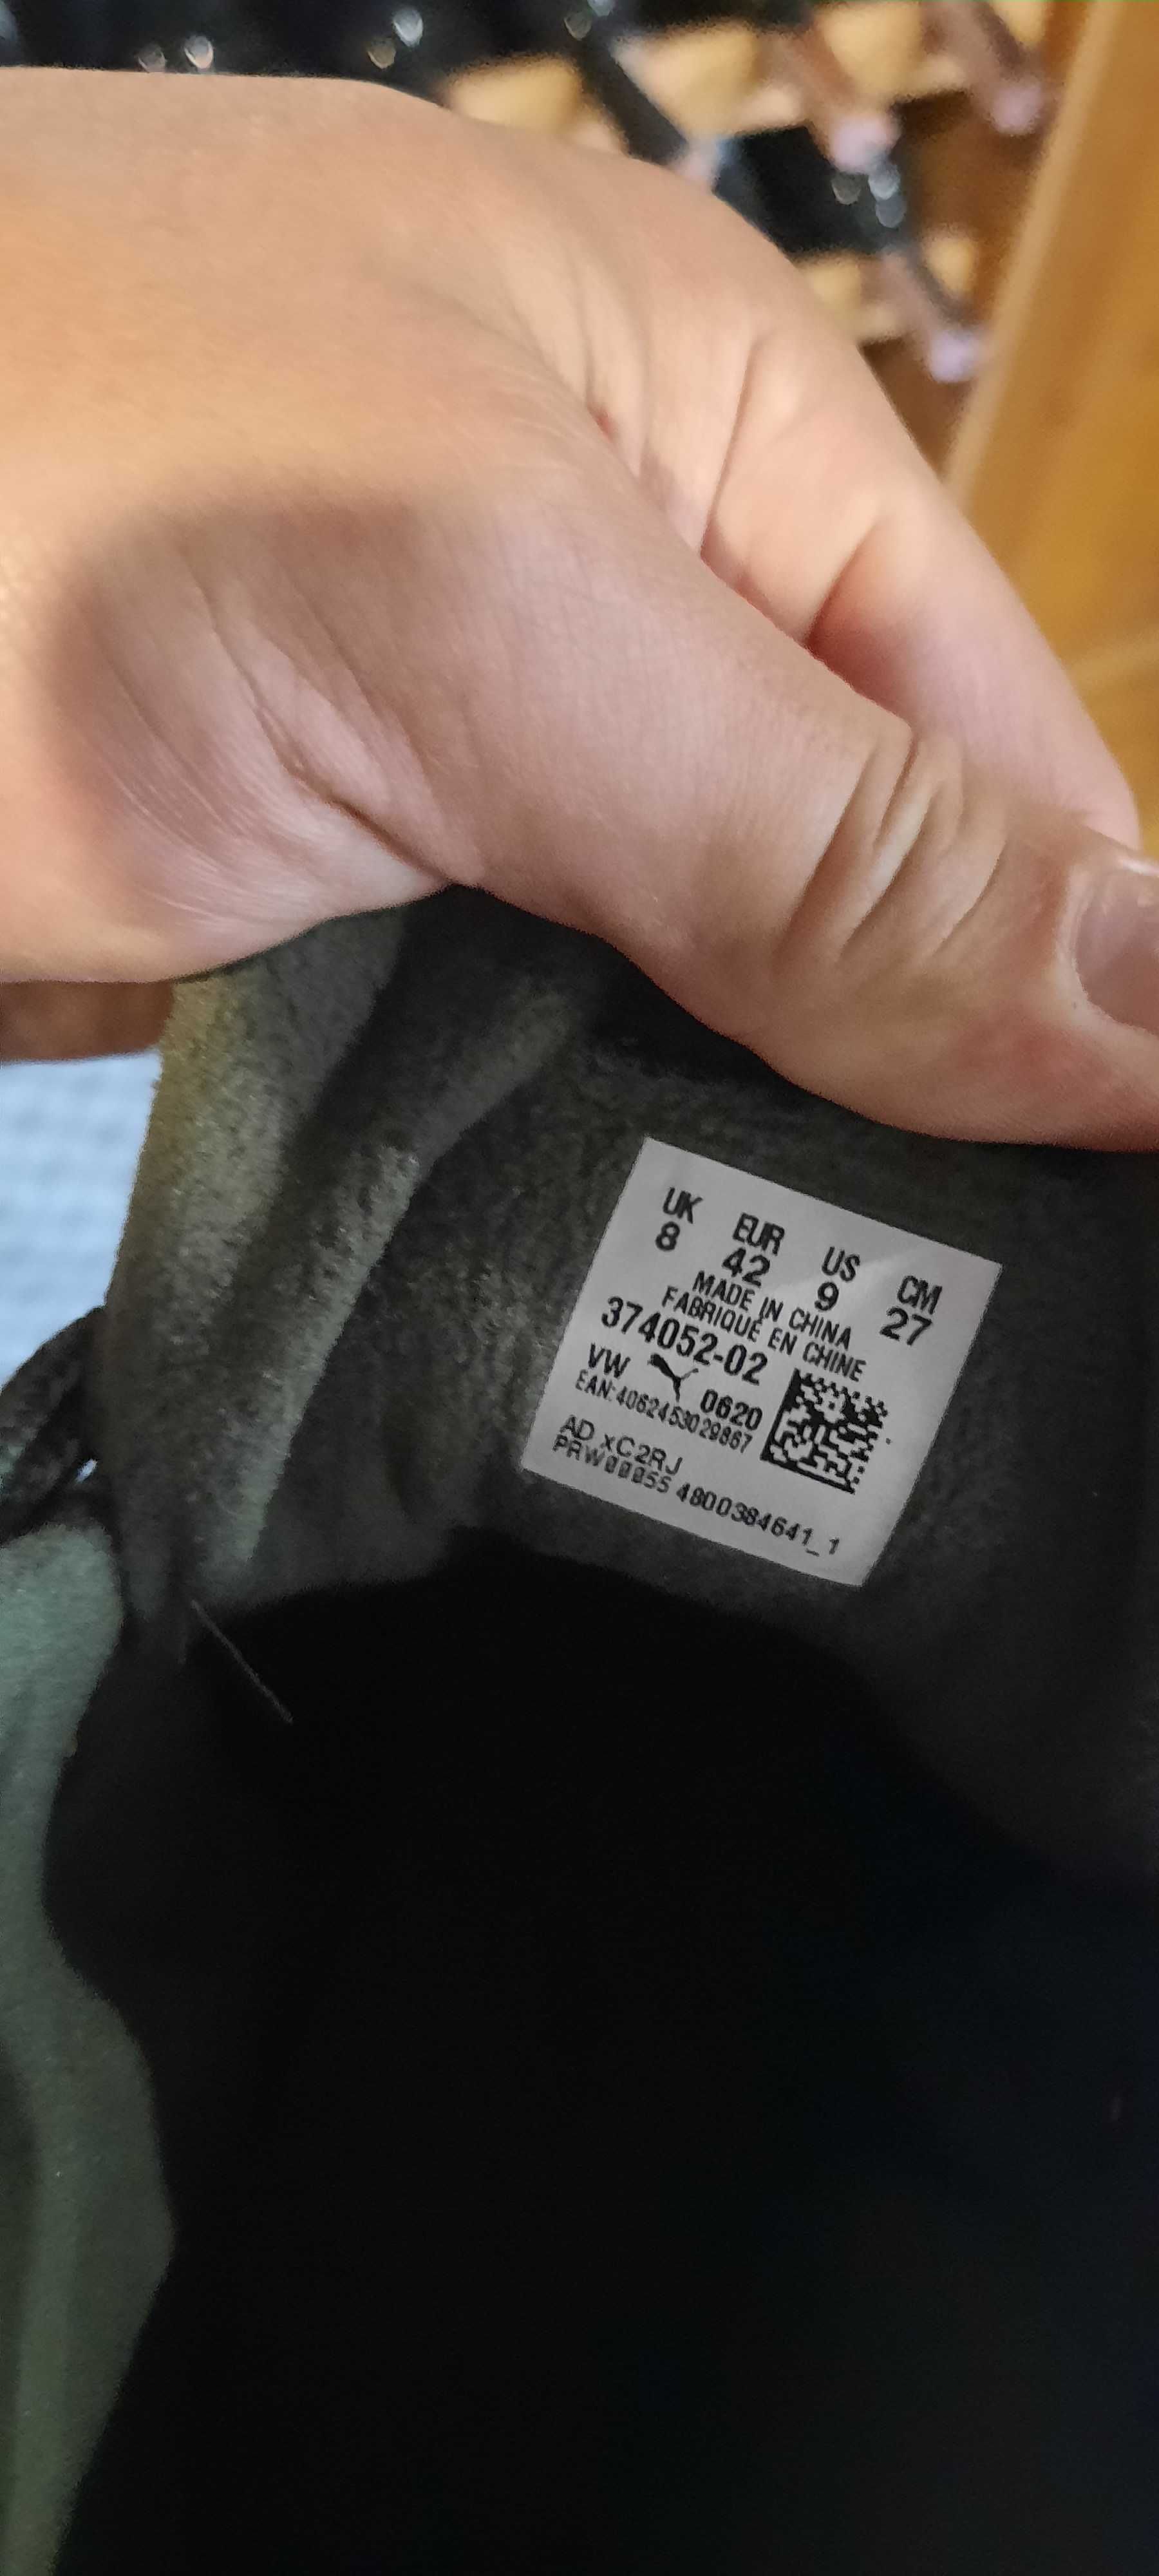 UK EUR US CM
8 42 9 27
MADE IN CHINA
FABRIQUÉ EN CHINE
374052-02
VW 0620
EAN:4062453029867
AD xC2RJ
PRW00055 4800384641_1